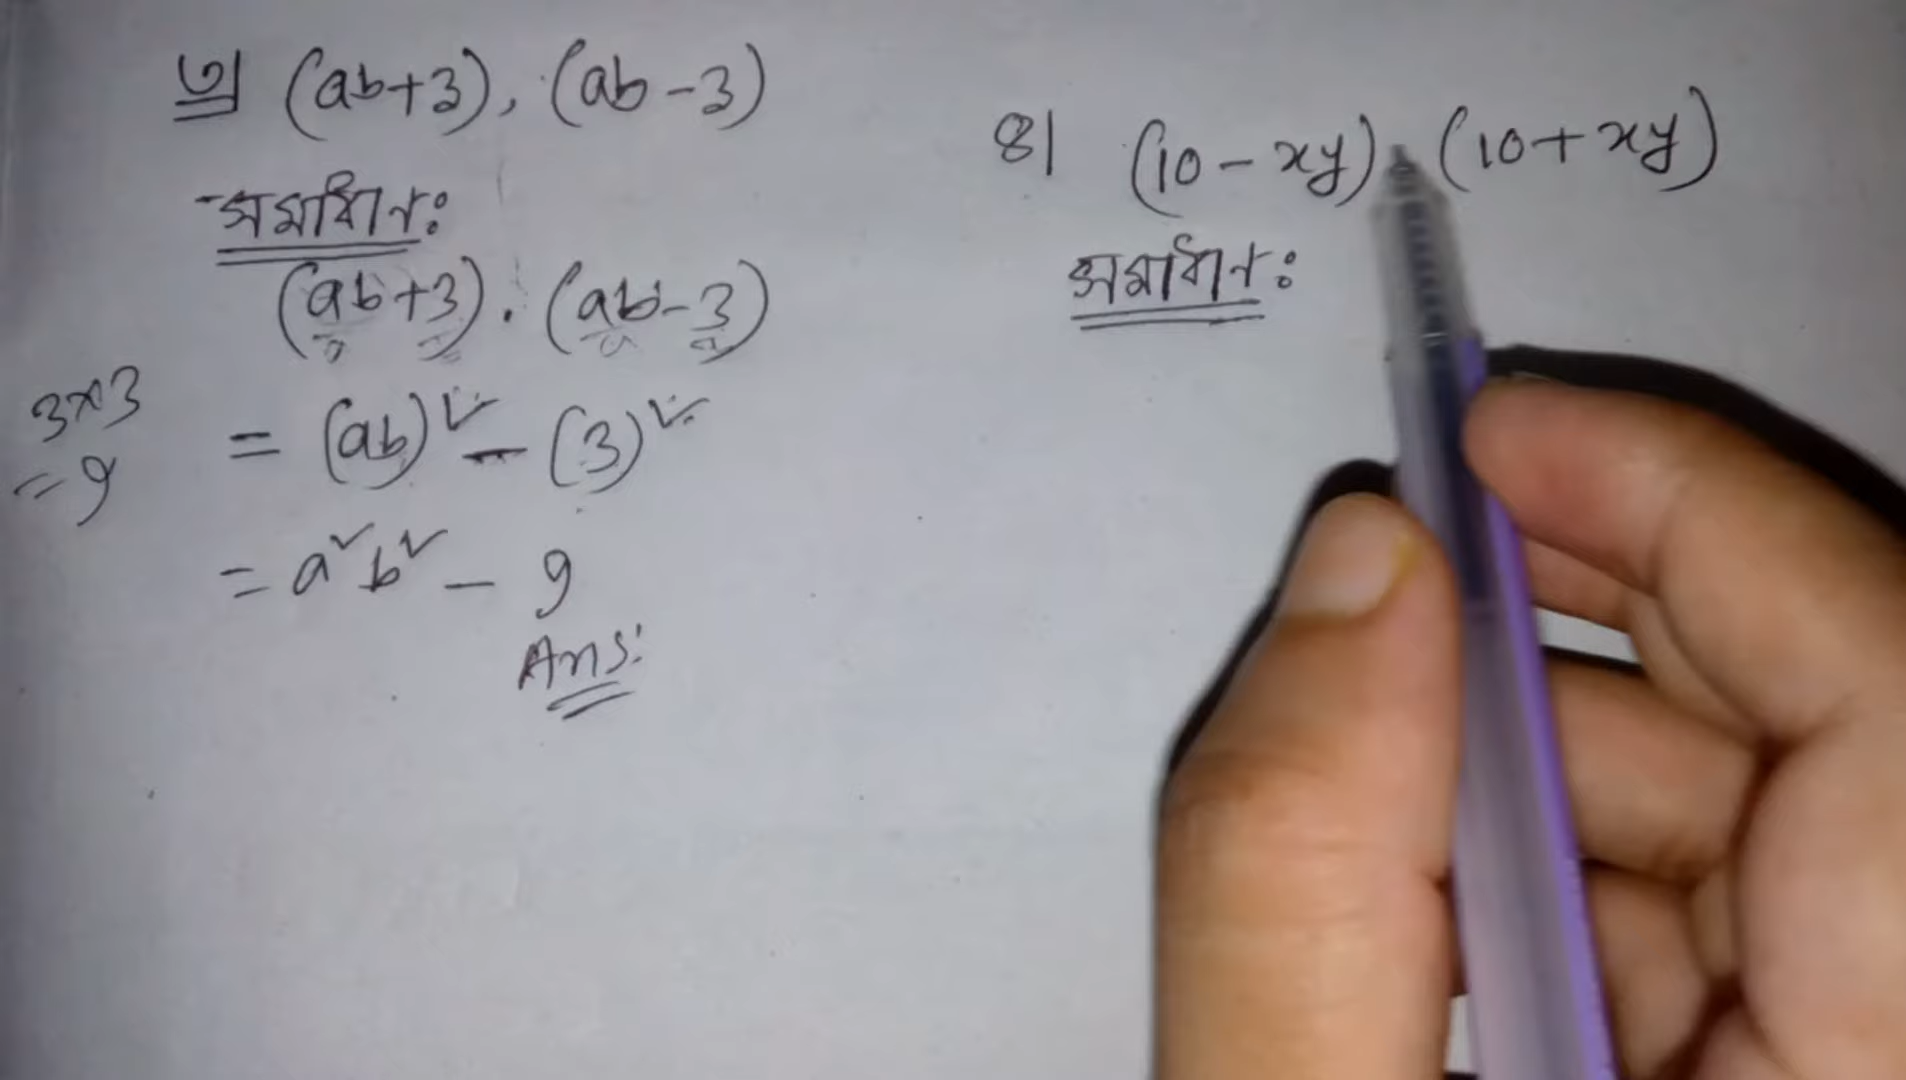 ৩| (ab+3), (ab-3)
সমাধান:
(ab+3). (ab-3)
3×3
=9
= (ab)² - (3)²
= a²b² - 9
Ans:
৪| (10-xy), (10+xy)
সমাধান: